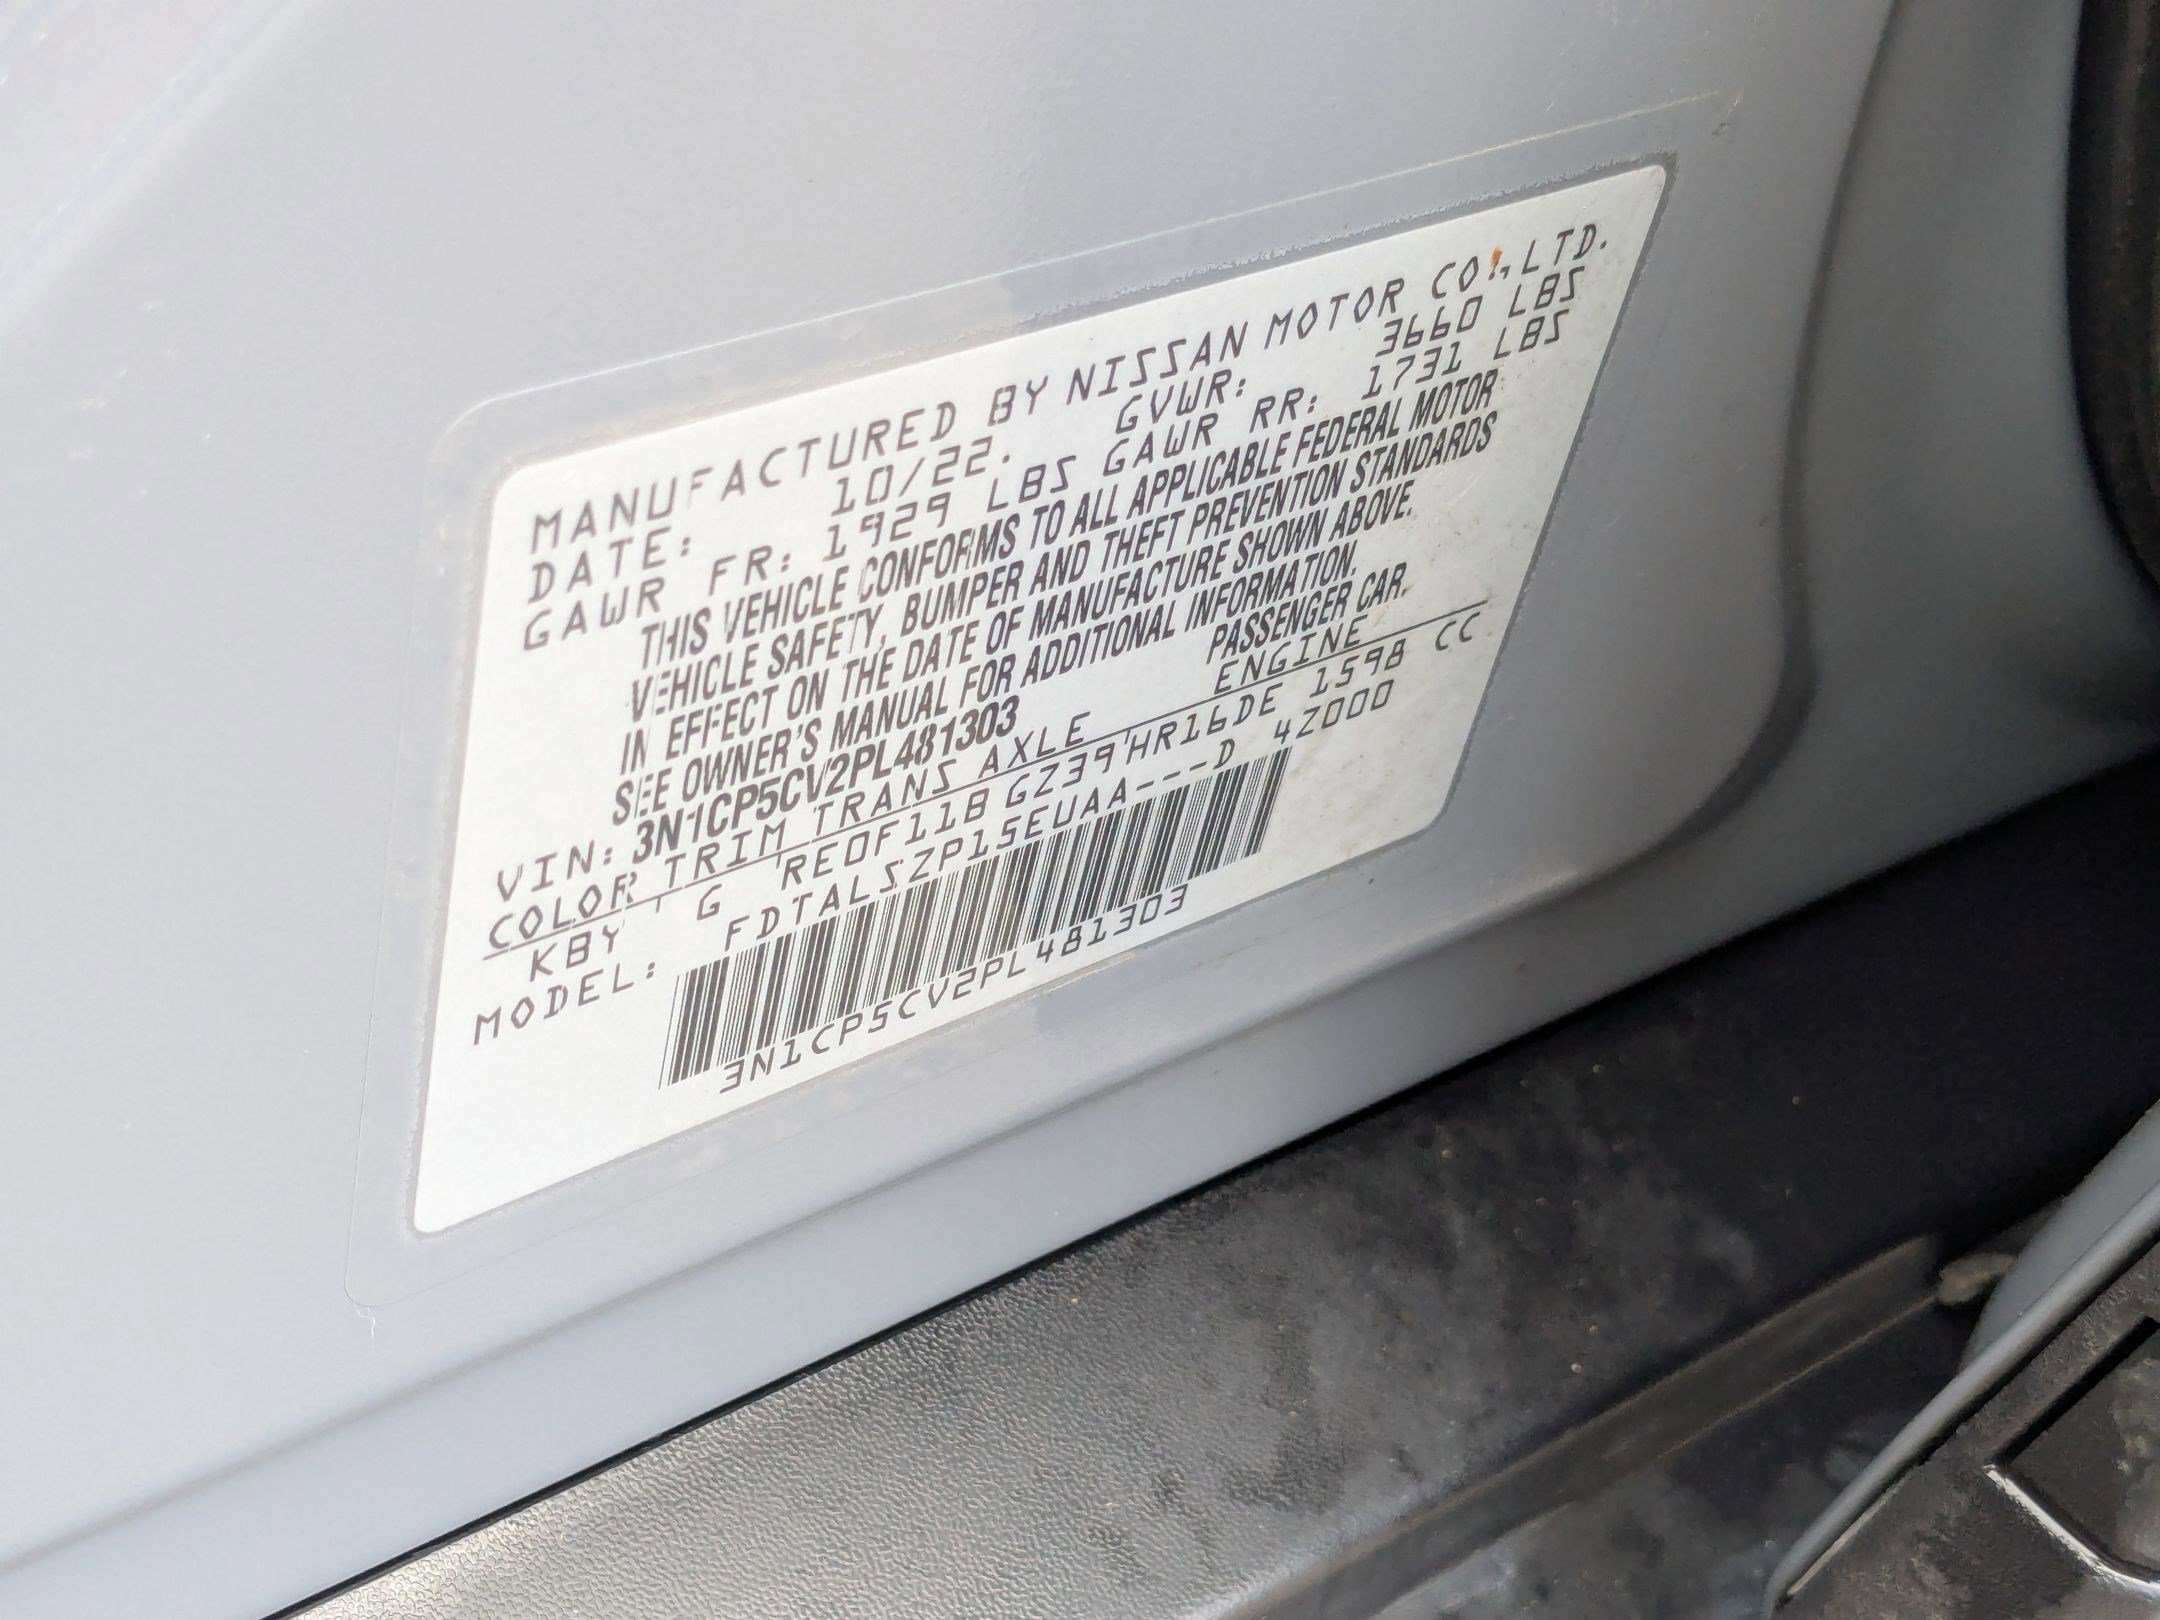 MANUFACTURED BY NISSAN MOTOR CO.,LTD.
DATE: 10/22. GVWR: 3660 LBS
GAWR FR: 1929 LBS GAWR RR: 1731 LBS
THIS VEHICLE CONFORMS TO ALL APPLICABLE FEDERAL MOTOR
VEHICLE SAFETY, BUMPER AND THEFT PREVENTION STANDARDS
IN EFFECT ON THE DATE OF MANUFACTURE SHOWN ABOVE.
SEE OWNER'S MANUAL FOR ADDITIONAL INFORMATION.
VIN: 3N1CP5CV2PL481303 PASSENGER CAR.
COLOR TRIM TRANS AXLE ENGINE
KBY G RE0F11B GZ39 HR16DE 1598 CC
MODEL: FDTALSZP15EUAA---D 4Z000
3N1CP5CV2PL481303